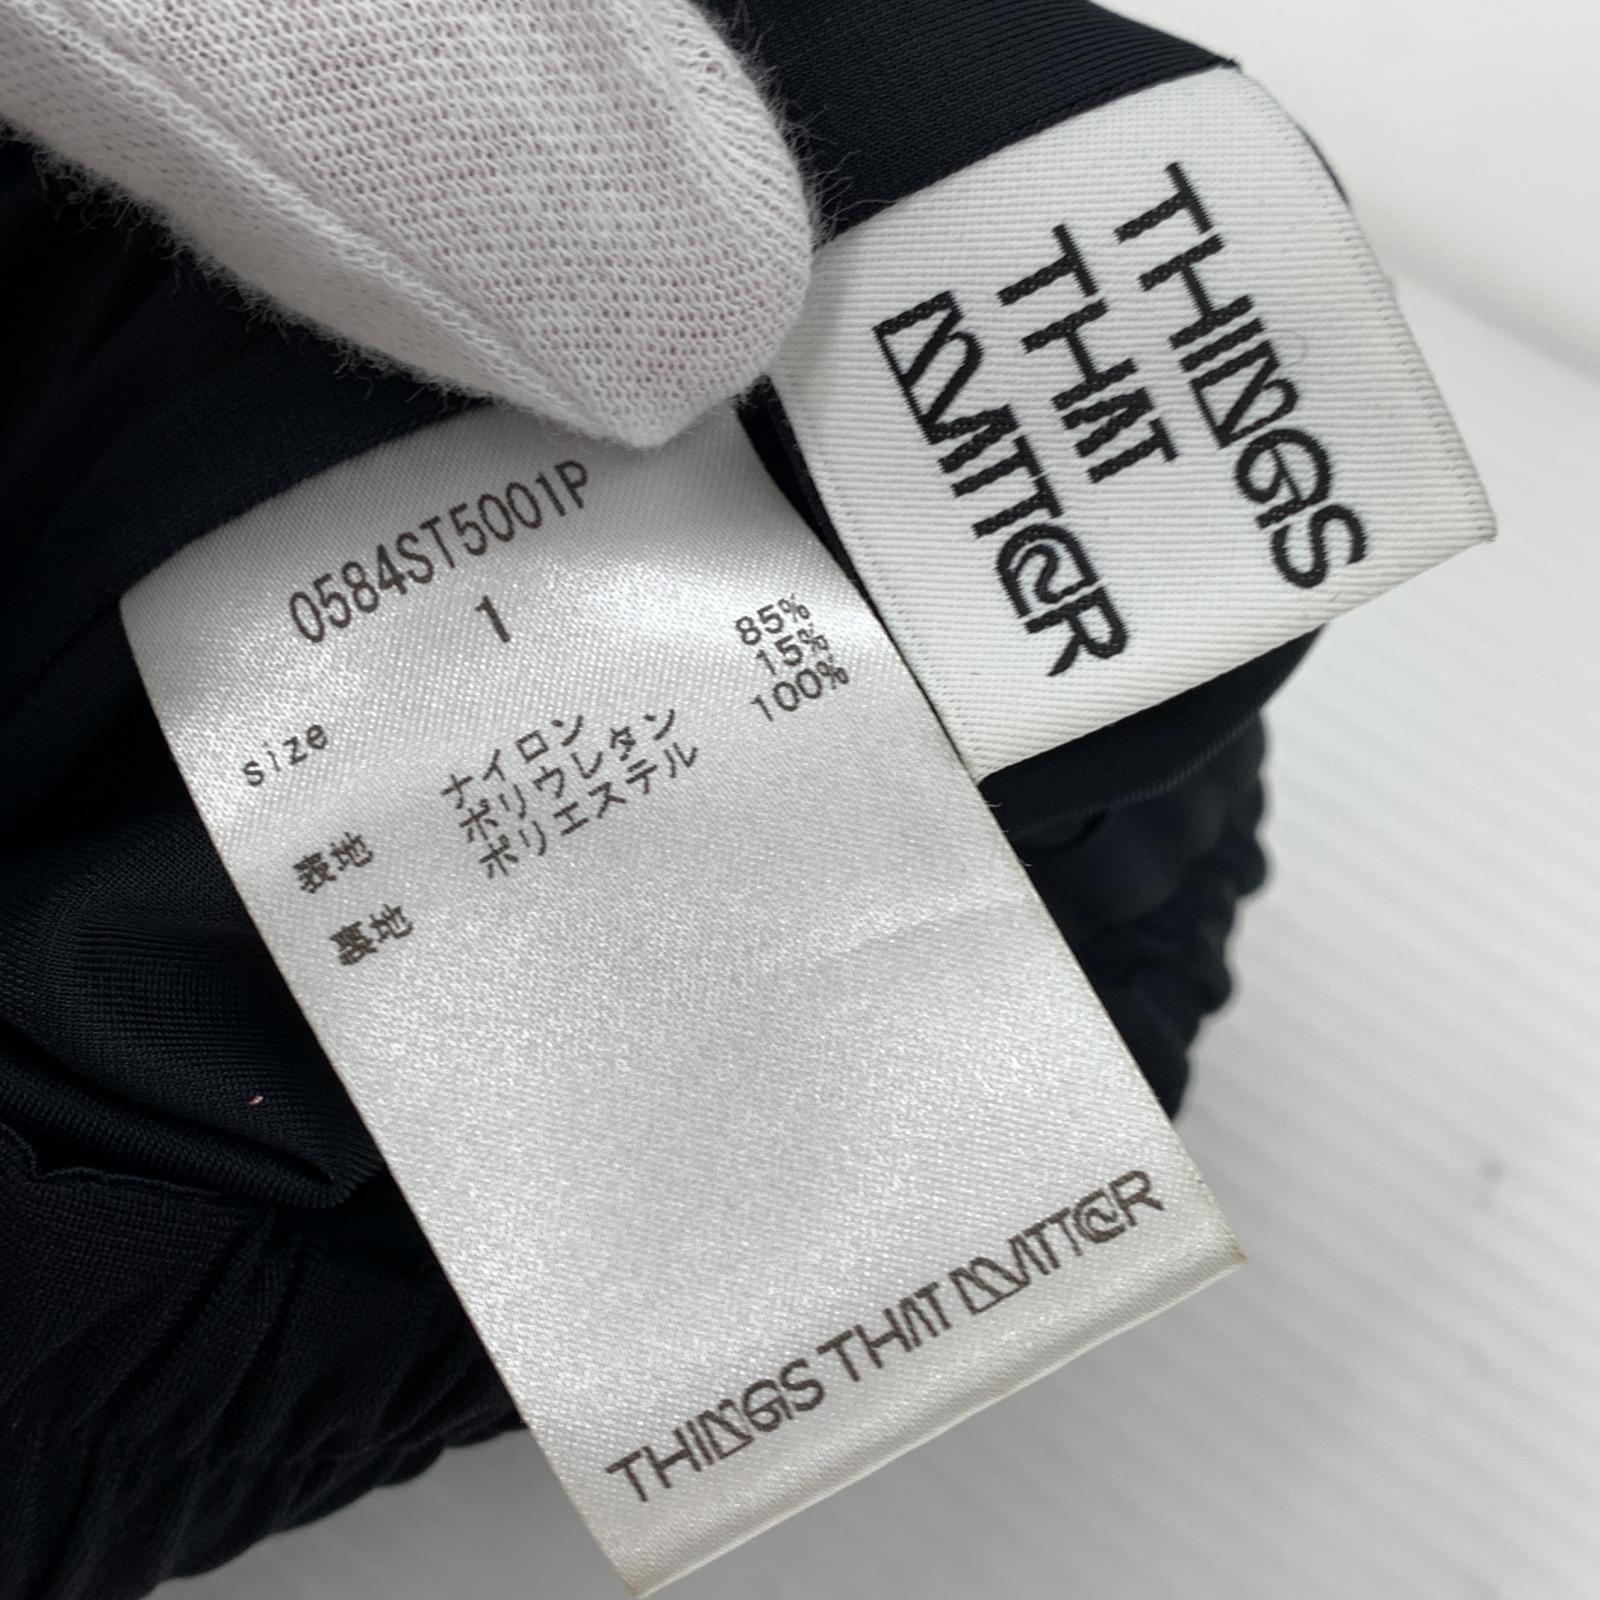 THINGS
THAT
MATTER
0584ST5001P
size 1
表地 ナイロン 85%
ポリウレタン 15%
裏地 ポリエステル 100%
THINGS THAT MATTER